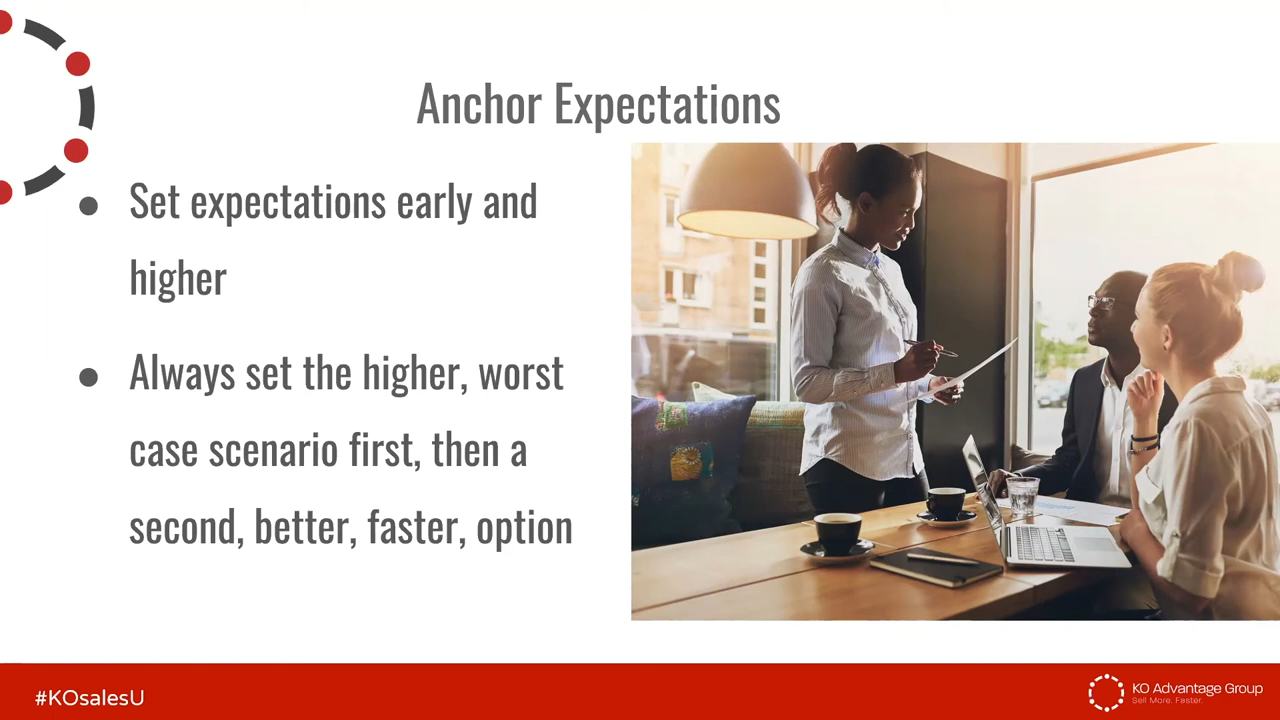 Anchor Expectations
● Set expectations early and
higher
● Always set the higher, worst
case scenario first, then a
second, better, faster, option
#KOsalesU
KO Advantage Group
Sell More. Faster.